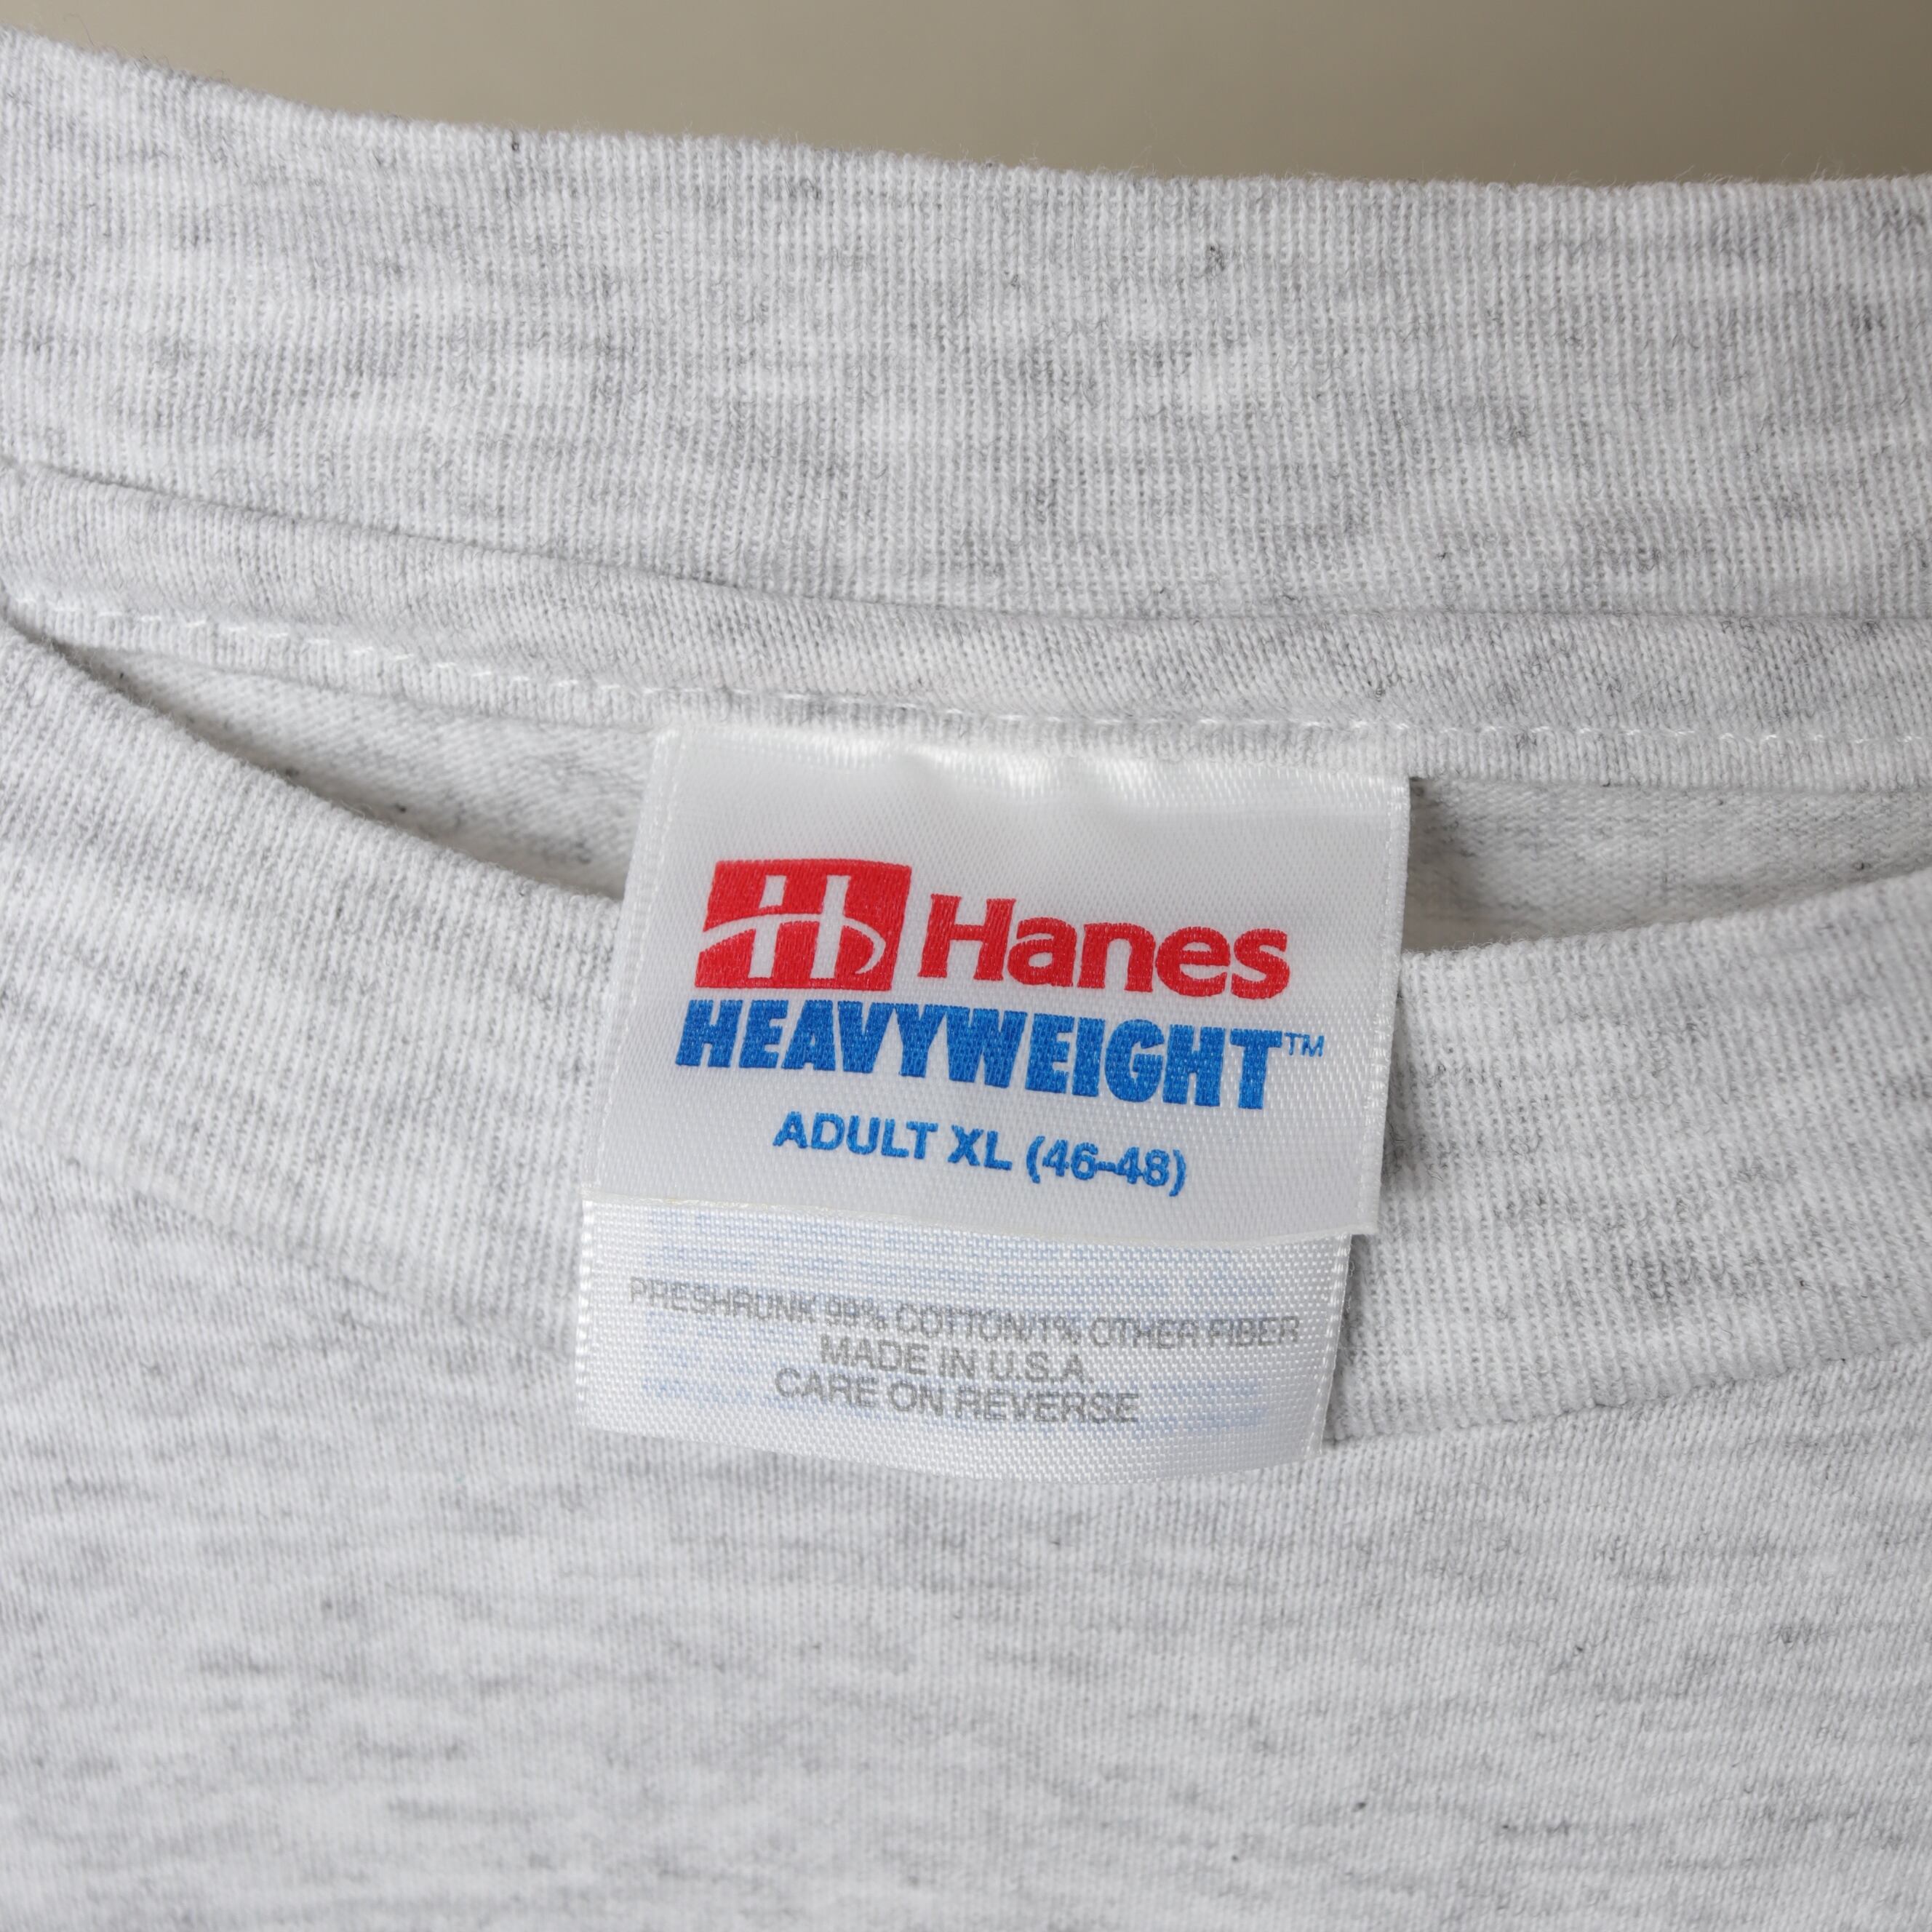 Hanes
HEAVYWEIGHT™
ADULT XL (46-48)
PRESHRUNK 99% COTTON/1% OTHER FIBER
MADE IN U.S.A.
CARE ON REVERSE